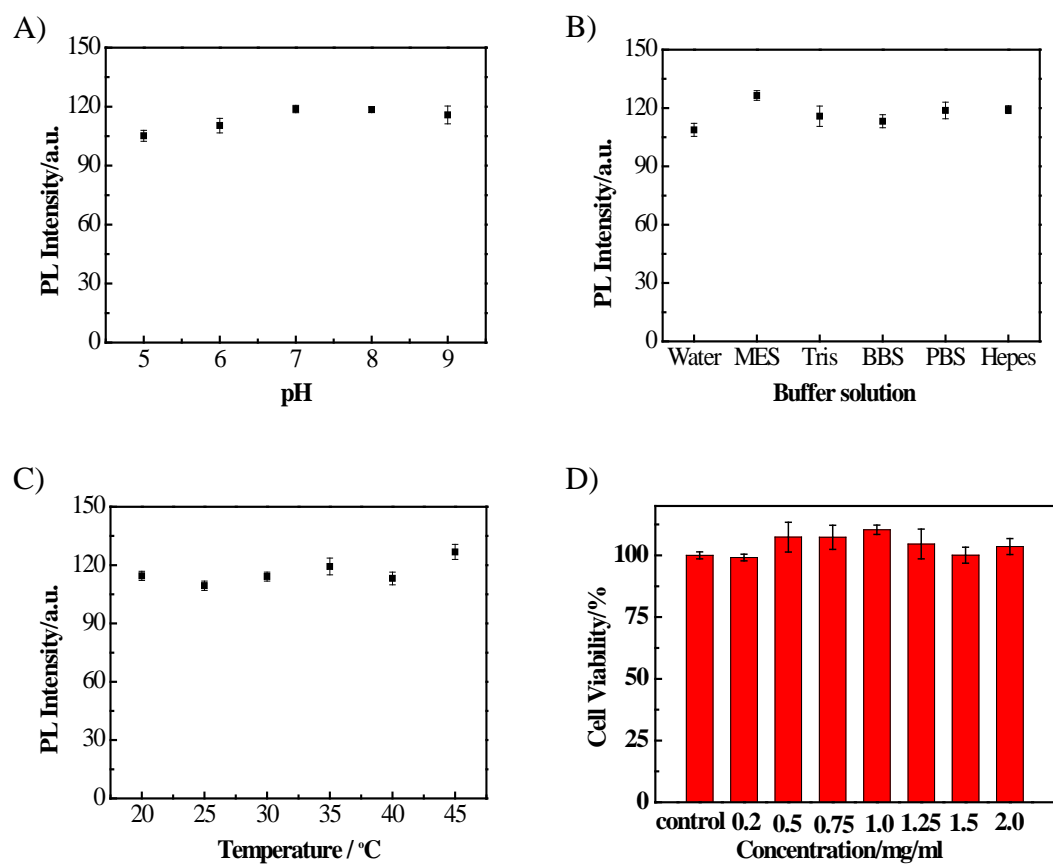 A)
150
120
90
60
30
0
PL Intensity/a.u.
5 6 7 8 9
pH
B)
150
120
90
60
30
0
PL Intensity/a.u.
Water MES Tris BBS PBS Hepes
Buffer solution
C)
150
120
90
60
30
0
PL Intensity/a.u.
20 25 30 35 40 45
Temperature / °C
D)
100
75
50
25
0
Cell Viability/%
control 0.2 0.5 0.75 1.0 1.25 1.5 2.0
Concentration/mg/ml